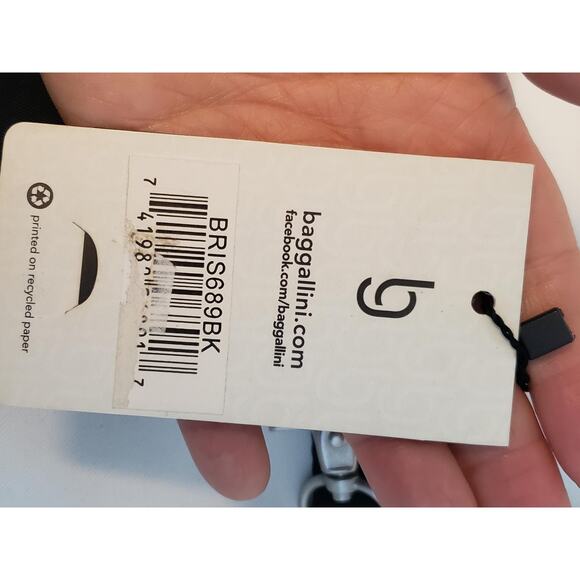 baggallini.com
facebook.com/baggallini
BRIS689BK
printed on recycled paper